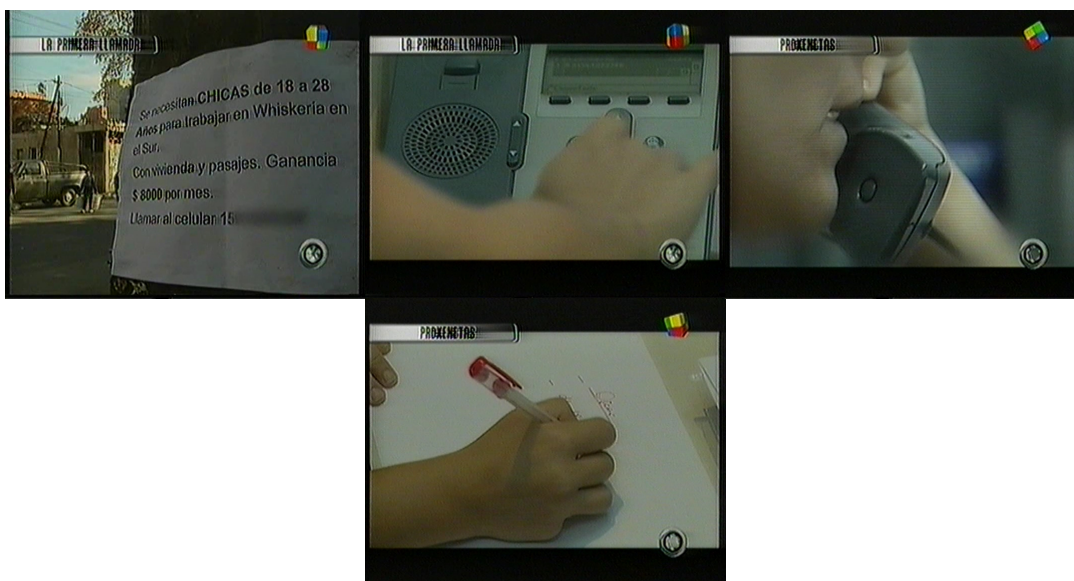 LA PRIMERA LLAMADA
Se necesitan CHICAS de 18 a 28
Años para trabajar en Whiskeria en
el Sur.
Con vivienda y pasajes. Ganancia
$ 8000 por mes.
Llamar al celular 15
LA PRIMERA LLAMADA
PROXENETAS
PROXENETAS